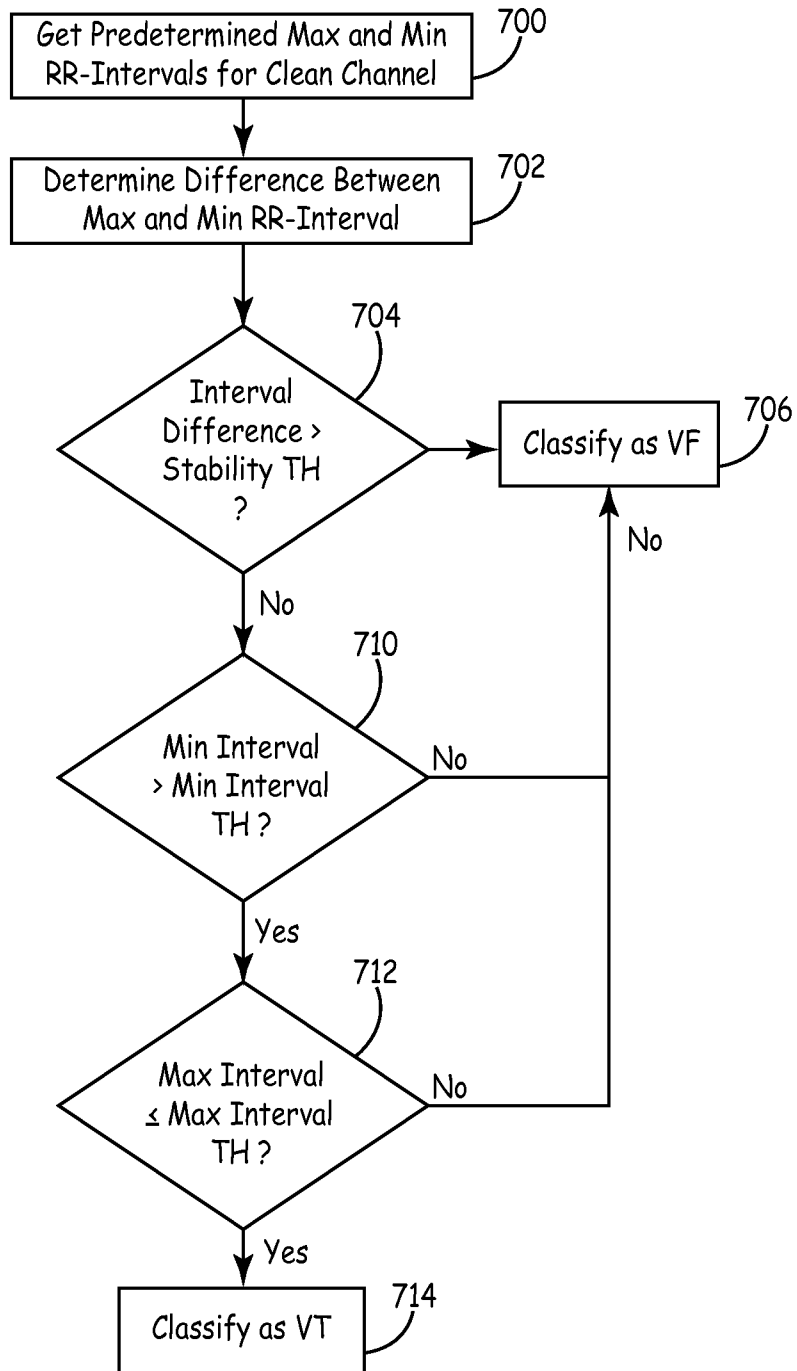 Get Predetermined Max and Min
RR-Intervals for Clean Channel
700
Determine Difference Between
Max and Min RR-Interval
702
704
Interval
Difference >
Stability TH
?
Classify as VF
706
No
No
710
Min Interval
> Min Interval
TH ?
No
Yes
712
Max Interval
≤ Max Interval
TH ?
No
Yes
714
Classify as VT